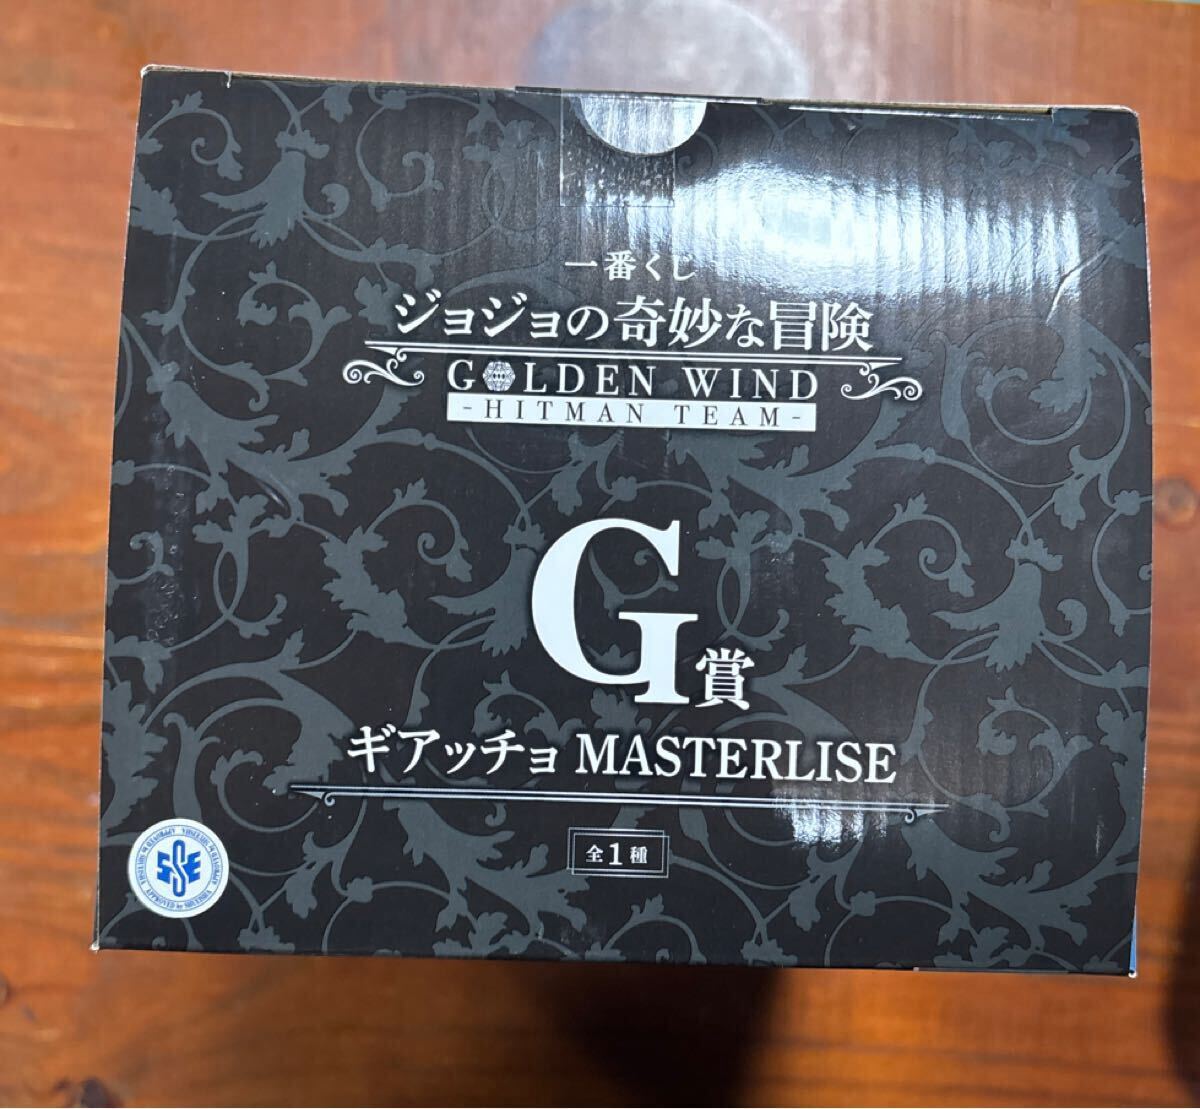 一番くじ
ジョジョの奇妙な冒険
GOLDEN WIND
-HITMAN TEAM-
G賞
ギアッチョ MASTERLISE
全1種